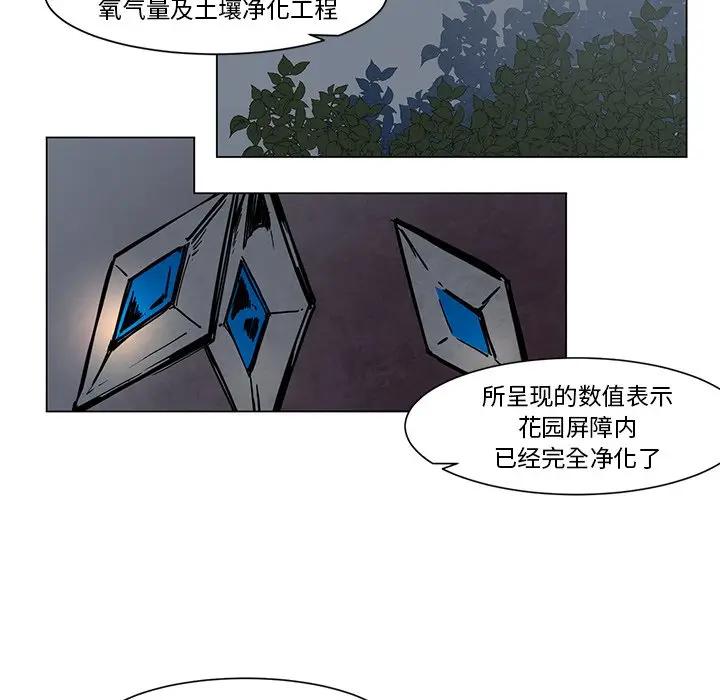 氧气量及土壤净化工程
所呈现的数值表示
花园屏障内
已经完全净化了